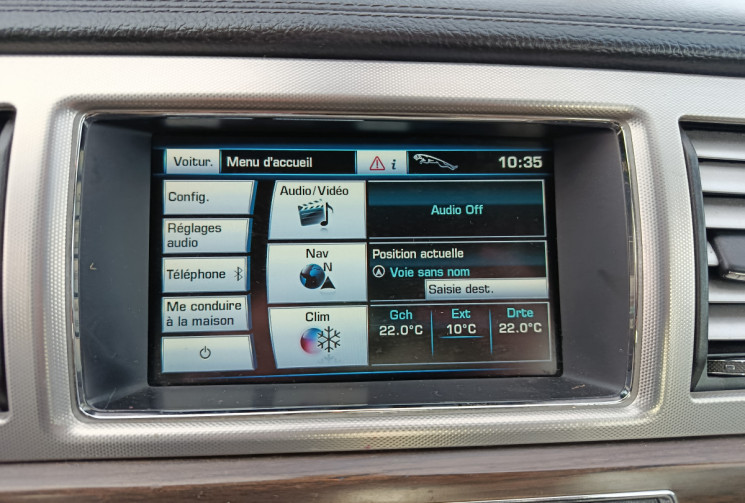 Voitur.
Menu d'accueil
i
10:35
Config.
Réglages
audio
Téléphone
Me conduire
à la maison
Audio/Vidéo
Audio Off
Nav
N
Position actuelle
Voie sans nom
Saisie dest.
Clim
Gch
22.0°C
Ext
10°C
Drte
22.0°C